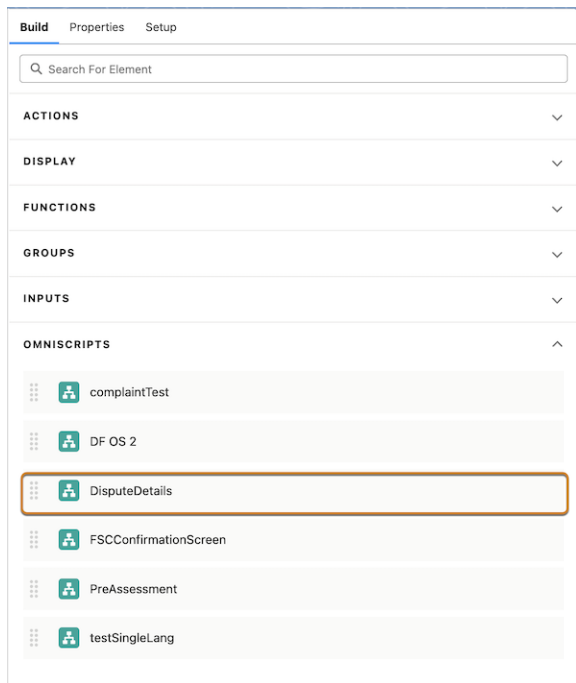 Build Properties Setup
Search For Element
ACTIONS
DISPLAY
FUNCTIONS
GROUPS
INPUTS
OMNISCRIPTS
complaintTest
DF OS 2
DisputeDetails
FSCConfirmationScreen
PreAssessment
testSingleLang